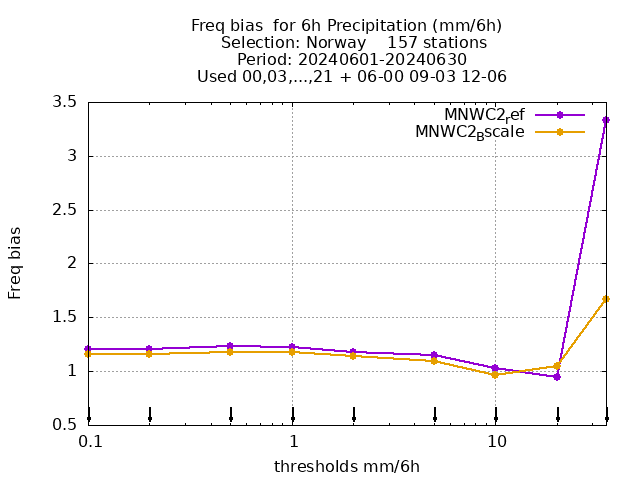 Freq bias  for 6h Precipitation (mm/6h)
Selection: Norway    157 stations
Period: 20240601-20240630
Used 00,03,...,21 + 06-00 09-03 12-06
MNWC2ref
MNWC2Bscale
3.5
3
2.5
2
1.5
1
0.5
Freq bias
0.1 1 10
thresholds mm/6h